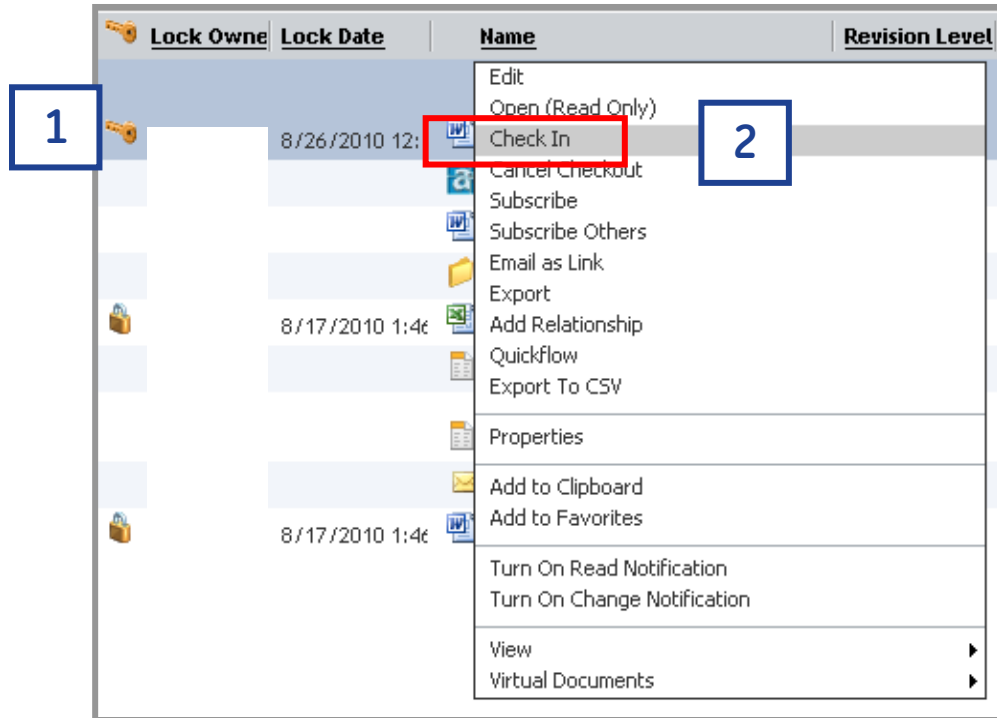 Lock Owne Lock Date Name Revision Level
Edit
Open (Read Only)
1
8/26/2010 12:
Check In
2
Cancel Checkout
Subscribe
Subscribe Others
Email as Link
Export
8/17/2010 1:46
Add Relationship
Quickflow
Export To CSV
Properties
Add to Clipboard
Add to Favorites
8/17/2010 1:46
Turn On Read Notification
Turn On Change Notification
View
Virtual Documents